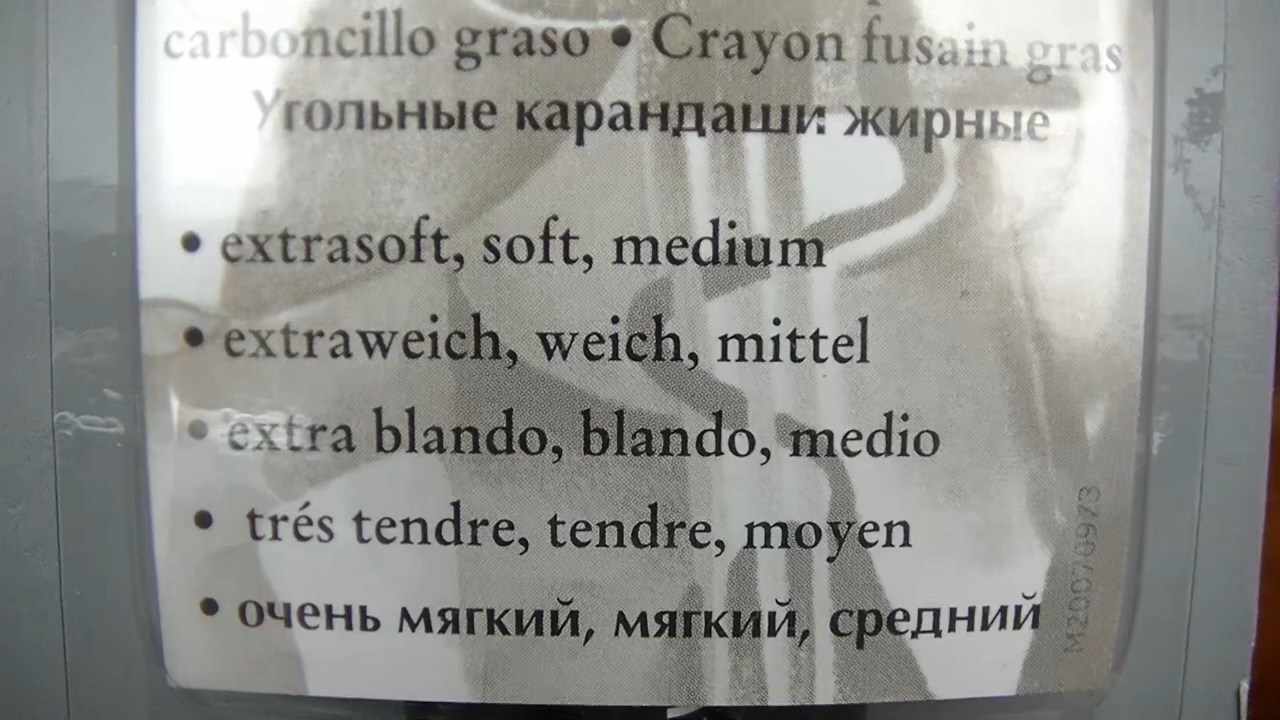 carboncillo graso • Crayon fusain gras
Угольные карандаши жирные
• extrasoft, soft, medium
• extraweich, weich, mittel
• extra blando, blando, medio
• trés tendre, tendre, moyen
• очень мягкий, мягкий, средний
M20070973